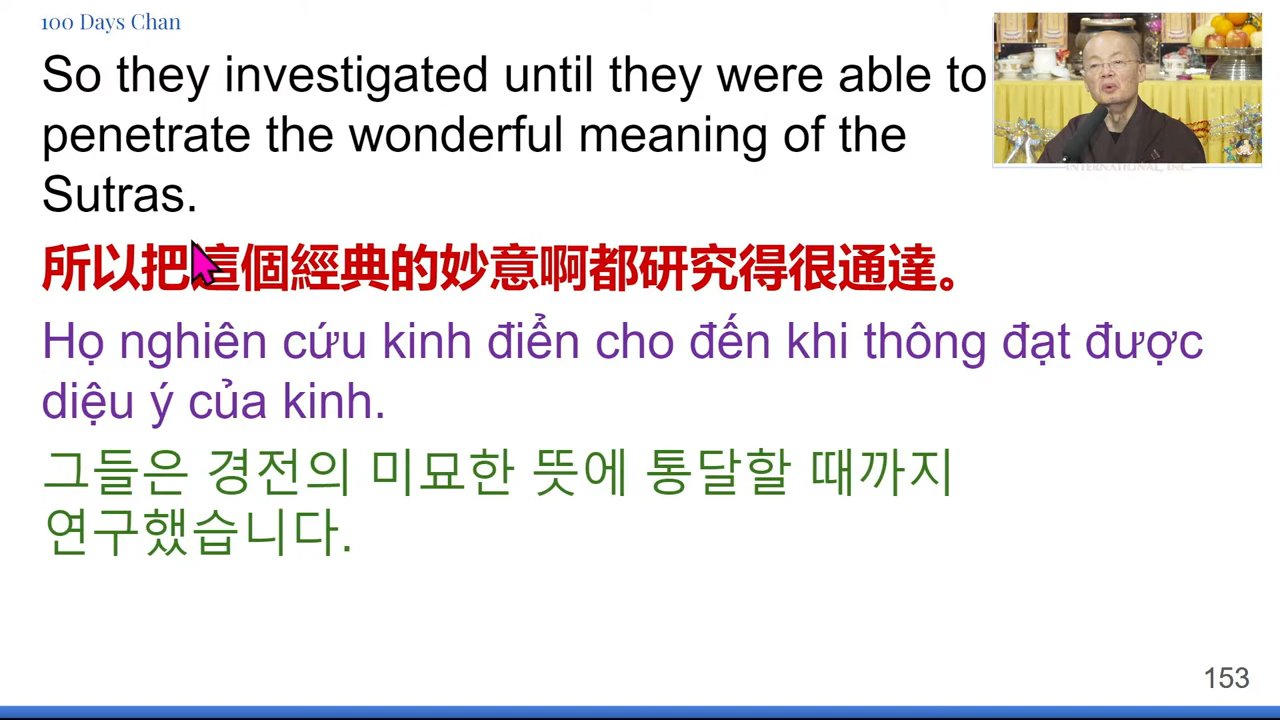 100 Days Chan
So they investigated until they were able to
penetrate the wonderful meaning of the
Sutras.
所以把這個經典的妙意啊都研究得很通達。
Họ nghiên cứu kinh điển cho đến khi thông đạt được
diệu ý của kinh.
그들은 경전의 미묘한 뜻에 통달할 때까지
연구했습니다.
INTERNATIONAL, INC.
153